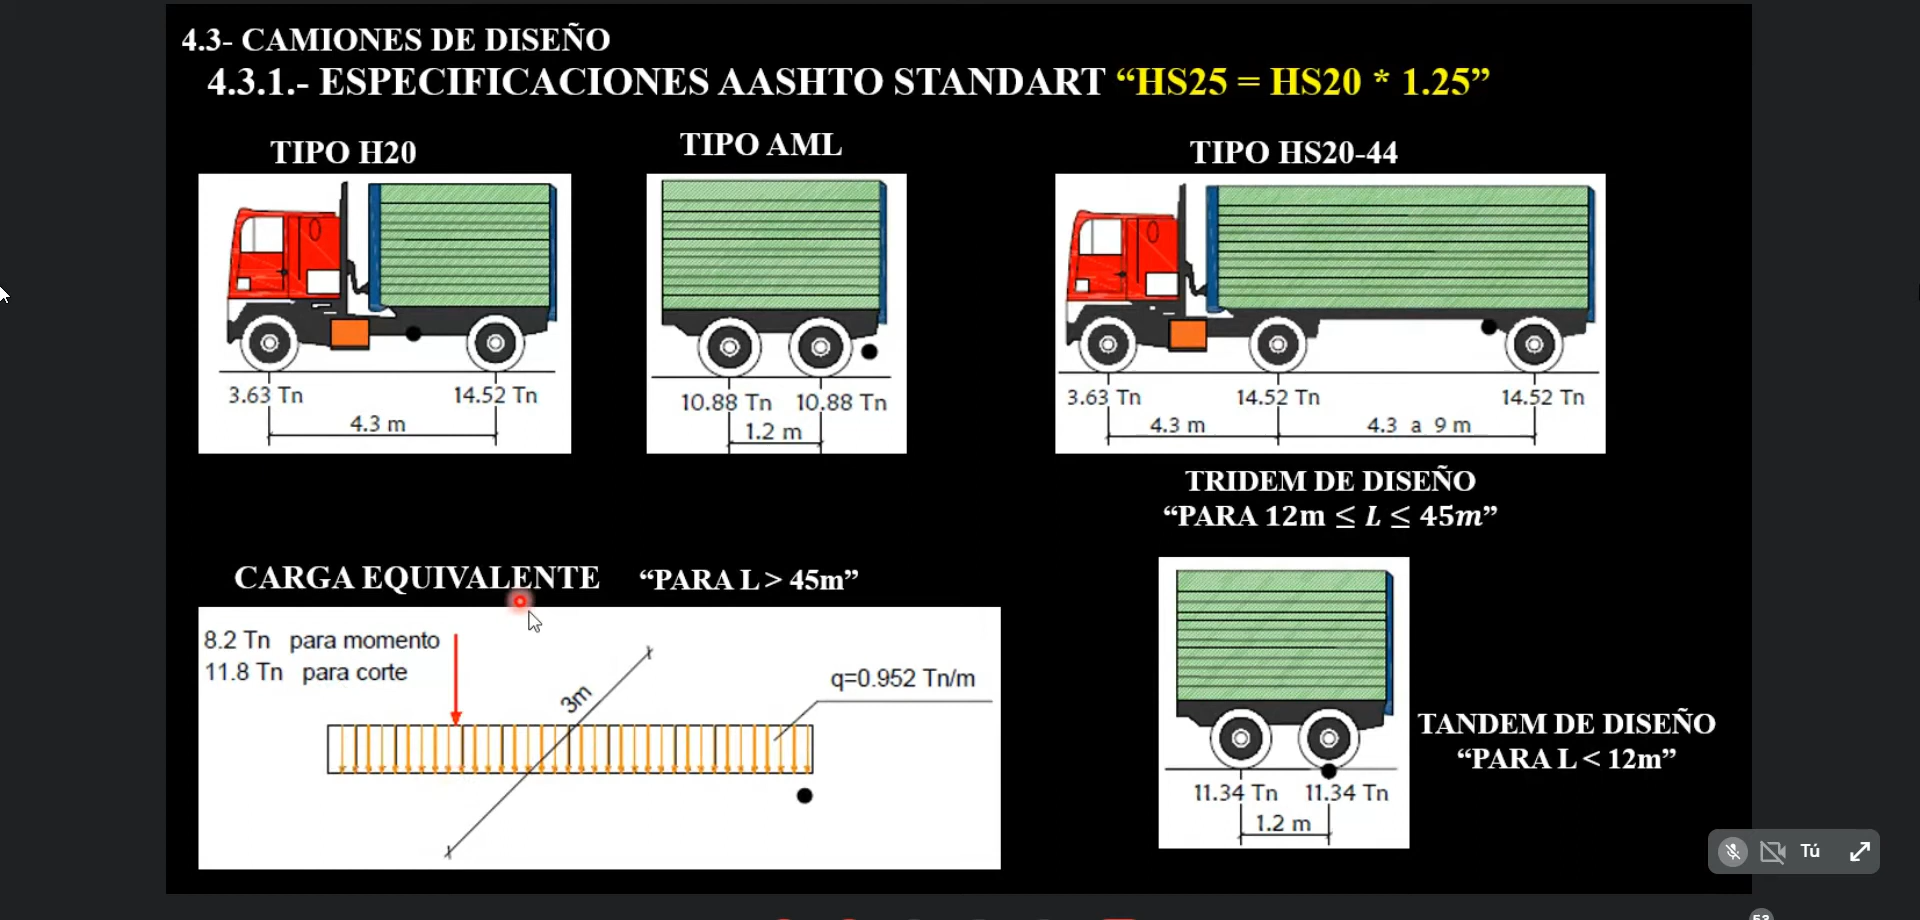 4.3- CAMIONES DE DISEÑO
4.3.1.- ESPECIFICACIONES AASHTO STANDART “HS25 = HS20 * 1.25”
TIPO H20
3.63 Tn
14.52 Tn
4.3 m
TIPO AML
10.88 Tn
10.88 Tn
1.2 m
TIPO HS20-44
3.63 Tn
14.52 Tn
14.52 Tn
4.3 m
4.3 a 9 m
TRIDEM DE DISEÑO
“PARA 12m ≤ L ≤ 45m”
CARGA EQUIVALENTE “PARA L > 45m”
8.2 Tn para momento
11.8 Tn para corte
3m
q=0.952 Tn/m
11.34 Tn
11.34 Tn
1.2 m
TANDEM DE DISEÑO
“PARA L < 12m”
Tú